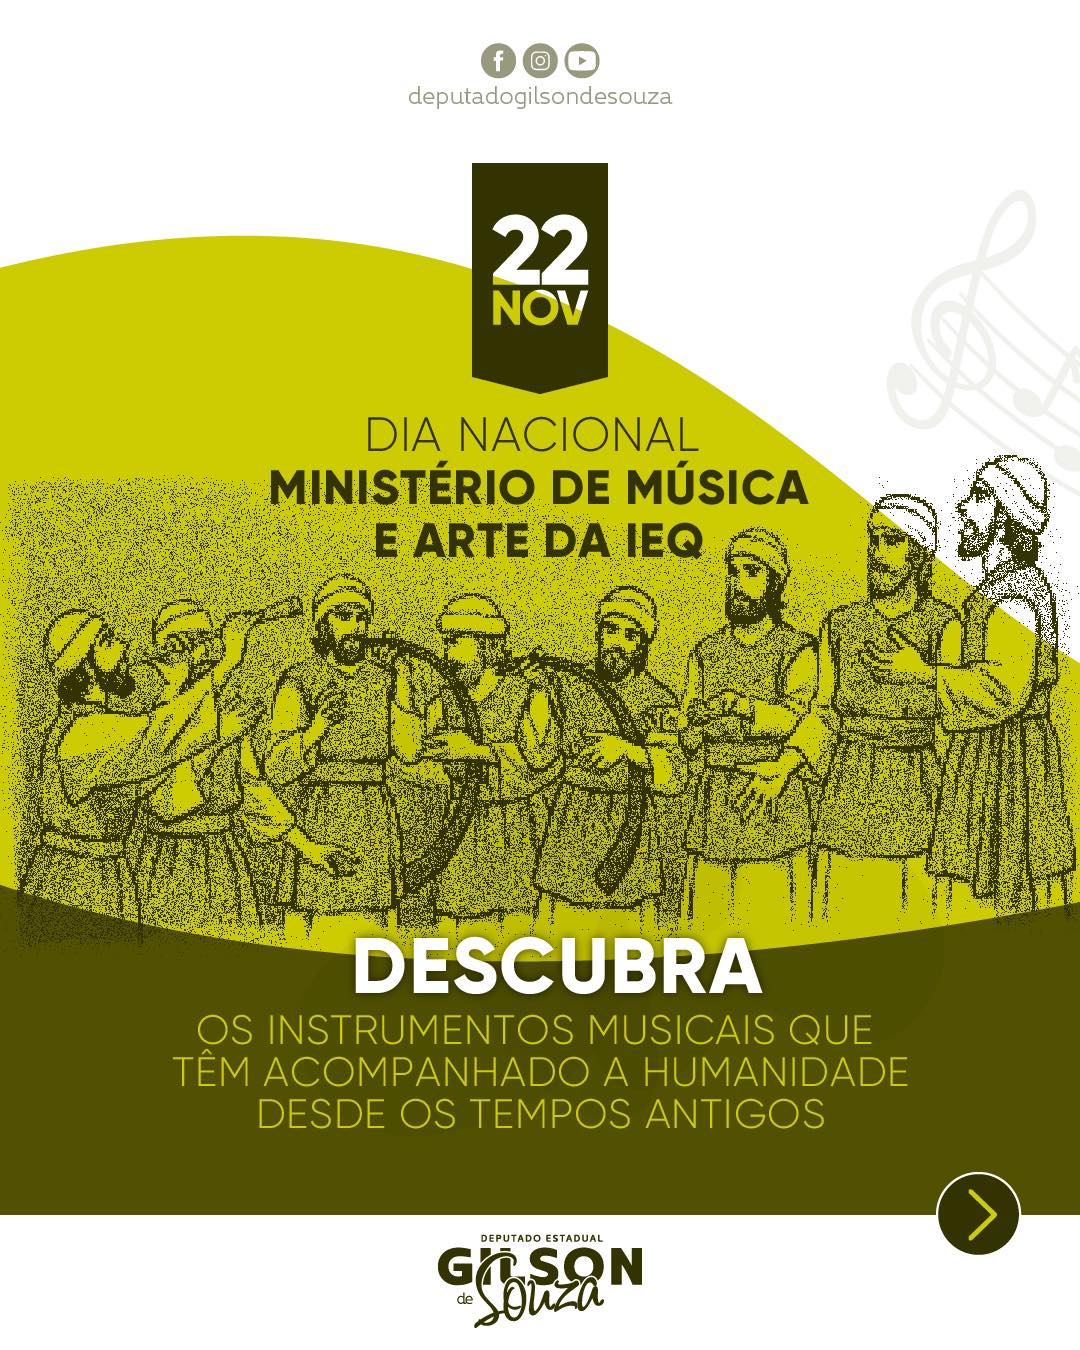 deputadogilsondesouza
22
NOV
DIA NACIONAL
MINISTÉRIO DE MÚSICA
E ARTE DA IEQ
DESCUBRA
OS INSTRUMENTOS MUSICAIS QUE
TÊM ACOMPANHADO A HUMANIDADE
DESDE OS TEMPOS ANTIGOS
DEPUTADO ESTADUAL
GILSON
de Souza